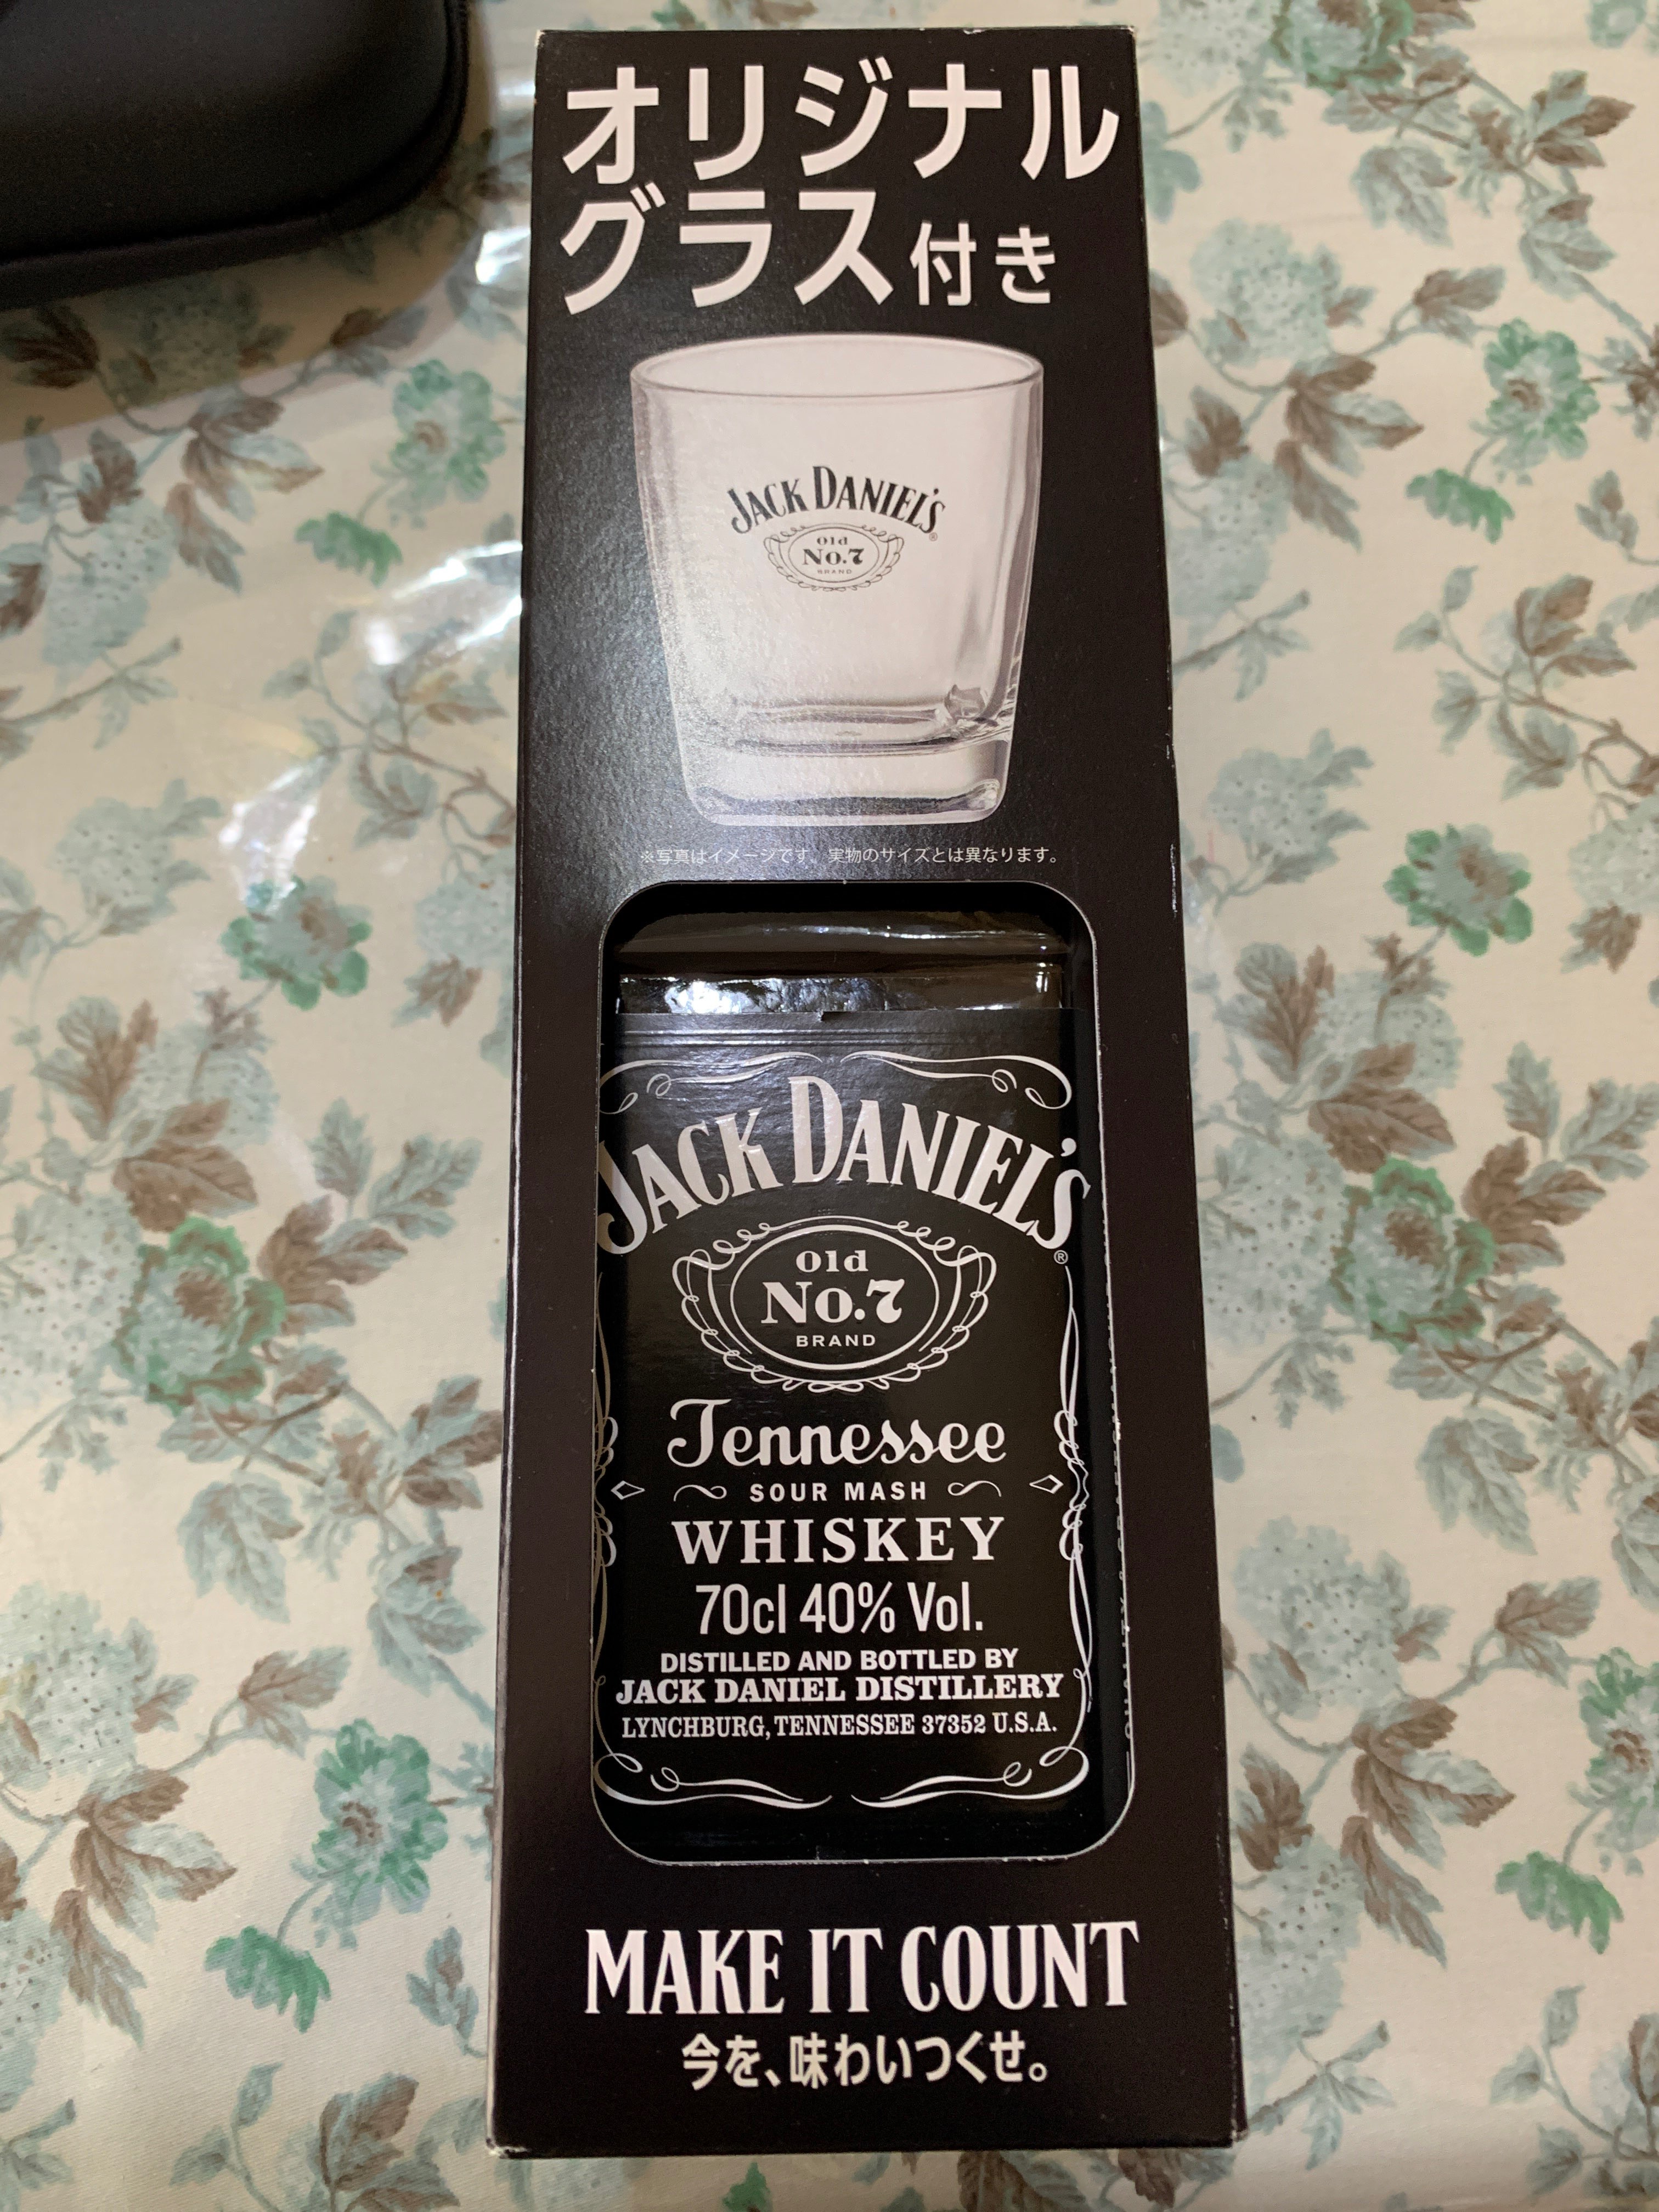 オリジナル
グラス付き
JACK DANIEL'S
Old
No.7
BRAND
※写真はイメージです。実物のサイズとは異なります。
JACK DANIEL'S®
Old
No.7
BRAND
Tennessee
SOUR MASH
WHISKEY
70cl 40% Vol.
DISTILLED AND BOTTLED BY
JACK DANIEL DISTILLERY
LYNCHBURG, TENNESSEE 37352 U.S.A.
MAKE IT COUNT
今を、味わいつくせ。